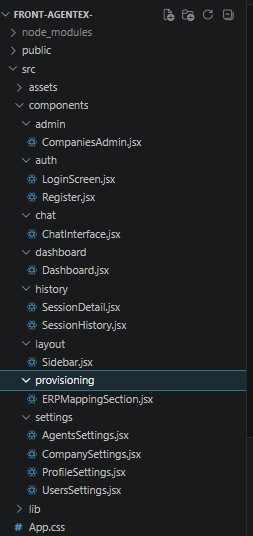 FRONT-AGENTEX-
node_modules
public
src
assets
components
admin
CompaniesAdmin.jsx
auth
LoginScreen.jsx
Register.jsx
chat
ChatInterface.jsx
dashboard
Dashboard.jsx
history
SessionDetail.jsx
SessionHistory.jsx
layout
Sidebar.jsx
provisioning
ERPMappingSection.jsx
settings
AgentsSettings.jsx
CompanySettings.jsx
ProfileSettings.jsx
UsersSettings.jsx
lib
# App.css